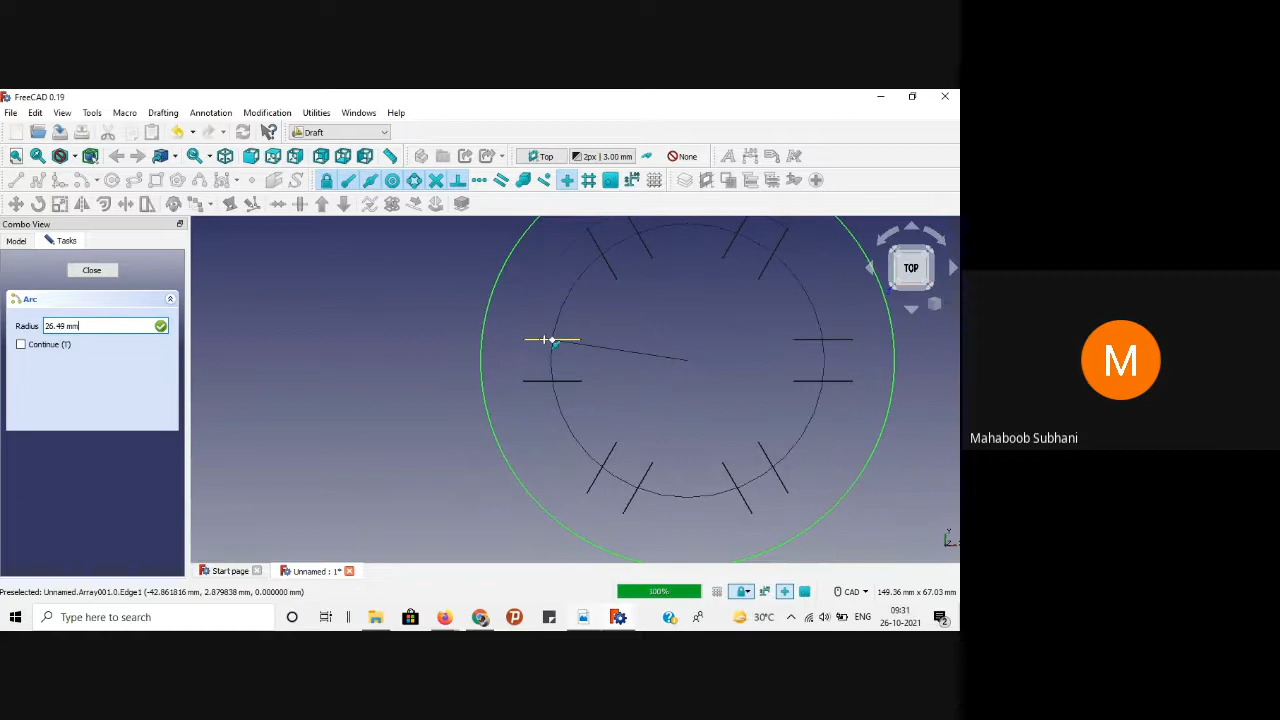 FreeCAD 0.19
File Edit View Tools Macro Drafting Annotation Modification Utilities Windows Help
Draft
Top 2px | 3.00 mm None
Combo View
Model Tasks
Close
Arc
Radius 26.49 mm
Continue (T)
TOP
M
Mahaboob Subhani
Y
Start page Unnamed : 1*
Preselected: Unnamed.Array001.0.Edge1 (-42.861816 mm, 2.879838 mm, 0.000000 mm) 100% CAD 149.36 mm x 67.03 mm
Type here to search 30°C ENG 09:31
26-10-2021 2